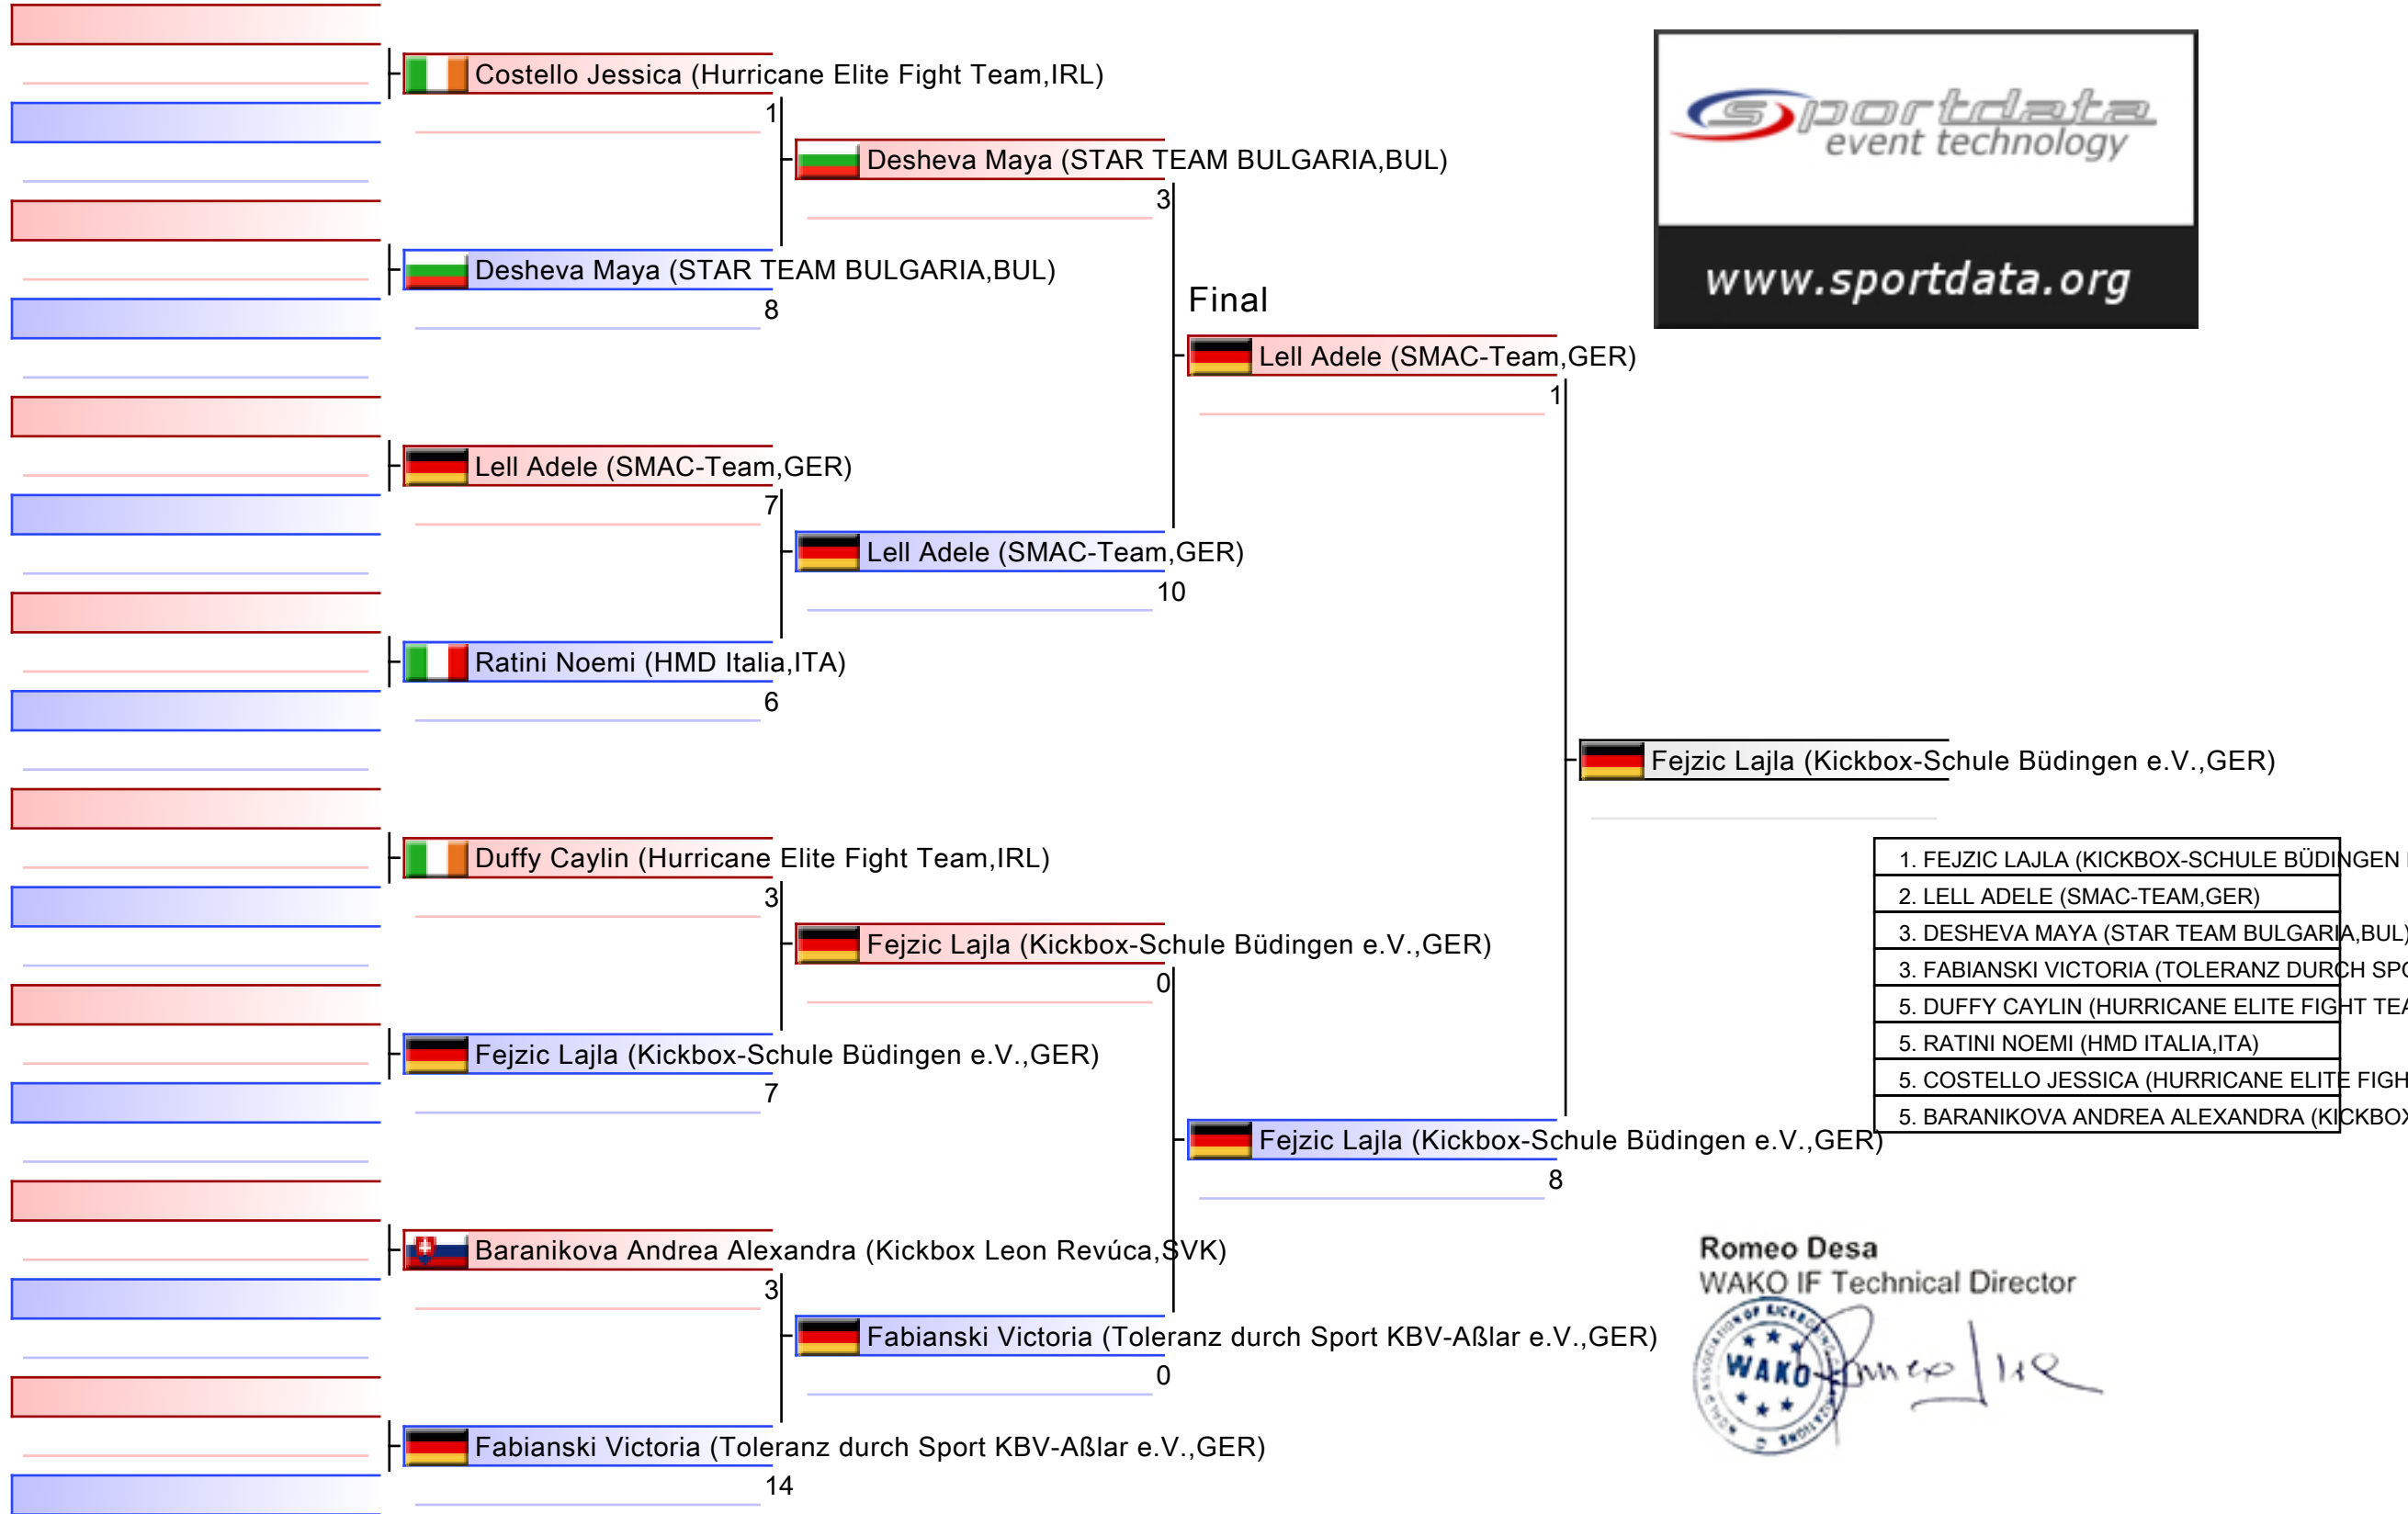 Costello Jessica (Hurricane Elite Fight Team,IRL)
1
Desheva Maya (STAR TEAM BULGARIA,BUL)
3
Desheva Maya (STAR TEAM BULGARIA,BUL)
8
Final
Lell Adele (SMAC-Team,GER)
1
Lell Adele (SMAC-Team,GER)
7
Lell Adele (SMAC-Team,GER)
10
Ratini Noemi (HMD Italia,ITA)
6
Fejzic Lajla (Kickbox-Schule Büdingen e.V.,GER)
Duffy Caylin (Hurricane Elite Fight Team,IRL)
3
Fejzic Lajla (Kickbox-Schule Büdingen e.V.,GER)
0
Fejzic Lajla (Kickbox-Schule Büdingen e.V.,GER)
7
Fejzic Lajla (Kickbox-Schule Büdingen e.V.,GER)
8
Baranikova Andrea Alexandra (Kickbox Leon Revúca,SVK)
3
Fabianski Victoria (Toleranz durch Sport KBV-Aßlar e.V.,GER)
0
Fabianski Victoria (Toleranz durch Sport KBV-Aßlar e.V.,GER)
14
sportdata
event technology
www.sportdata.org
1. FEJZIC LAJLA (KICKBOX-SCHULE BÜDINGEN
2. LELL ADELE (SMAC-TEAM,GER)
3. DESHEVA MAYA (STAR TEAM BULGARIA,BUL)
3. FABIANSKI VICTORIA (TOLERANZ DURCH SPO
5. DUFFY CAYLIN (HURRICANE ELITE FIGHT TEA
5. RATINI NOEMI (HMD ITALIA,ITA)
5. COSTELLO JESSICA (HURRICANE ELITE FIGH
5. BARANIKOVA ANDREA ALEXANDRA (KICKBOX
Romeo Desa
WAKO IF Technical Director
WAKO